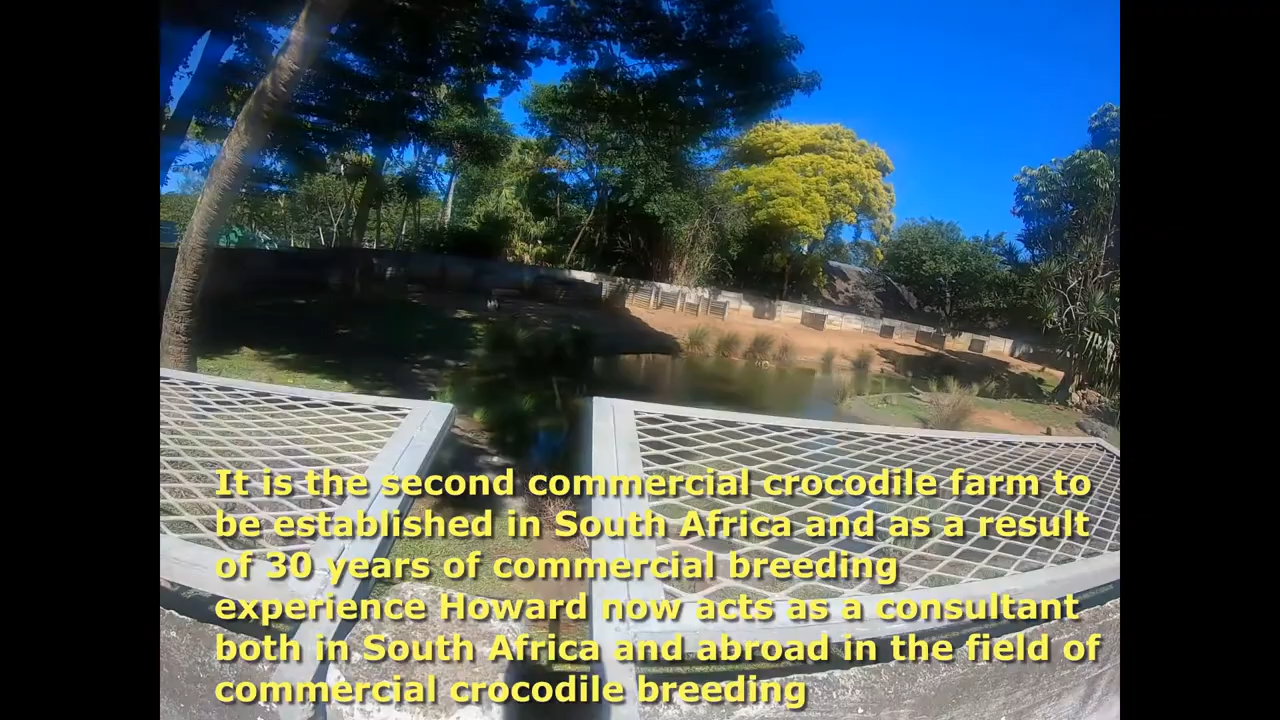 It is the second commercial crocodile farm to
be established in South Africa and as a result
of 30 years of commercial breeding
experience Howard now acts as a consultant
both in South Africa and abroad in the field of
commercial crocodile breeding